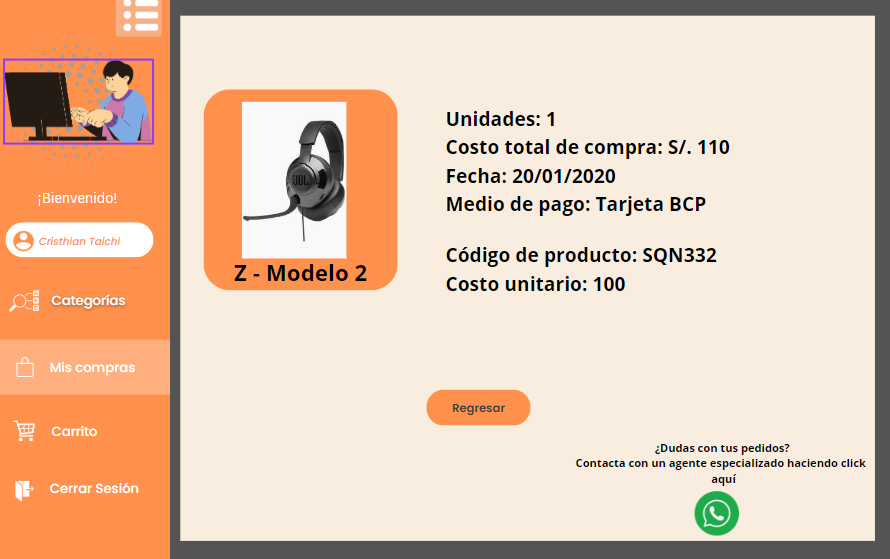 ¡Bienvenido!
Cristhian Taichi
Categorías
Mis compras
Carrito
Cerrar Sesión
JBL
Z - Modelo 2
Unidades: 1
Costo total de compra: S/. 110
Fecha: 20/01/2020
Medio de pago: Tarjeta BCP
Código de producto: SQN332
Costo unitario: 100
Regresar
¿Dudas con tus pedidos?
Contacta con un agente especializado haciendo click
aquí